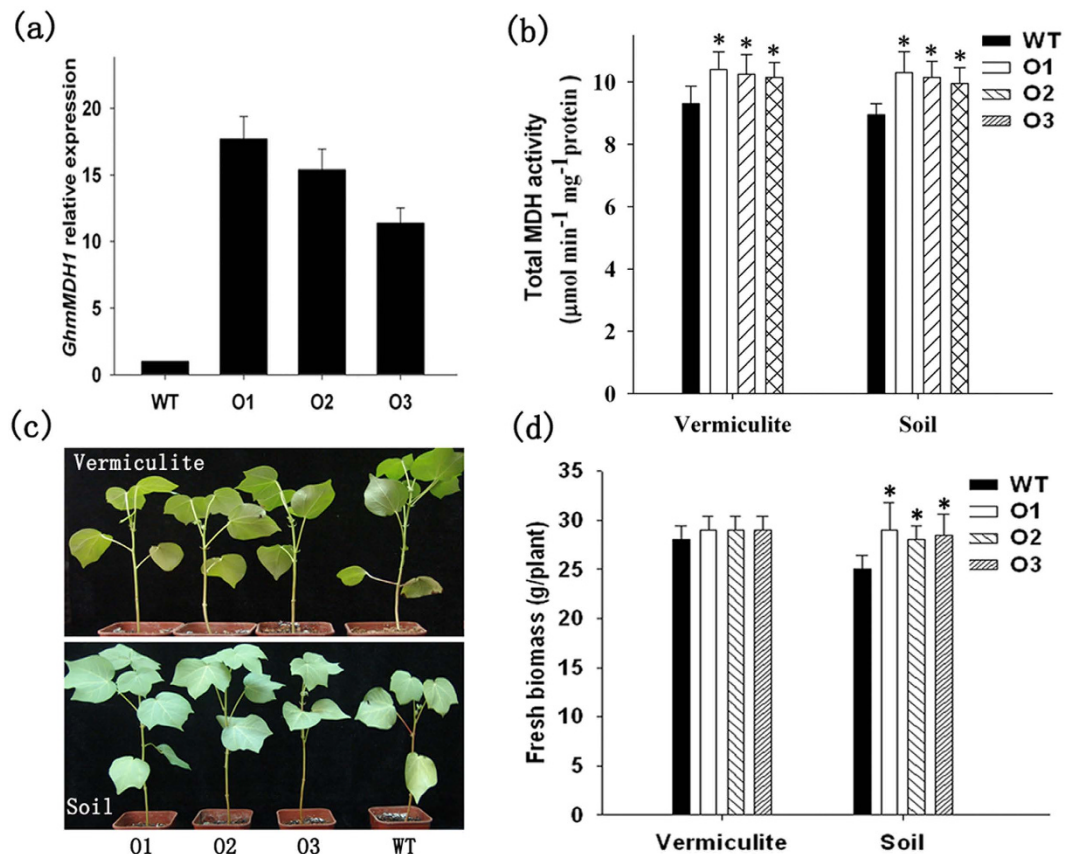 (a)
GhmMDH1 relative expression
20
15
10
5
0
WT O1 O2 O3
(b)
Total MDH activity
(μmol min⁻¹ mg⁻¹protein)
10
8
6
4
2
0
* * * * * *
WT
O1
O2
O3
Vermiculite Soil
(c)
Vermiculite
Soil
O1 O2 O3 WT
(d)
Fresh biomass (g/plant)
35
30
25
20
15
10
5
0
* * *
WT
O1
O2
O3
Vermiculite Soil